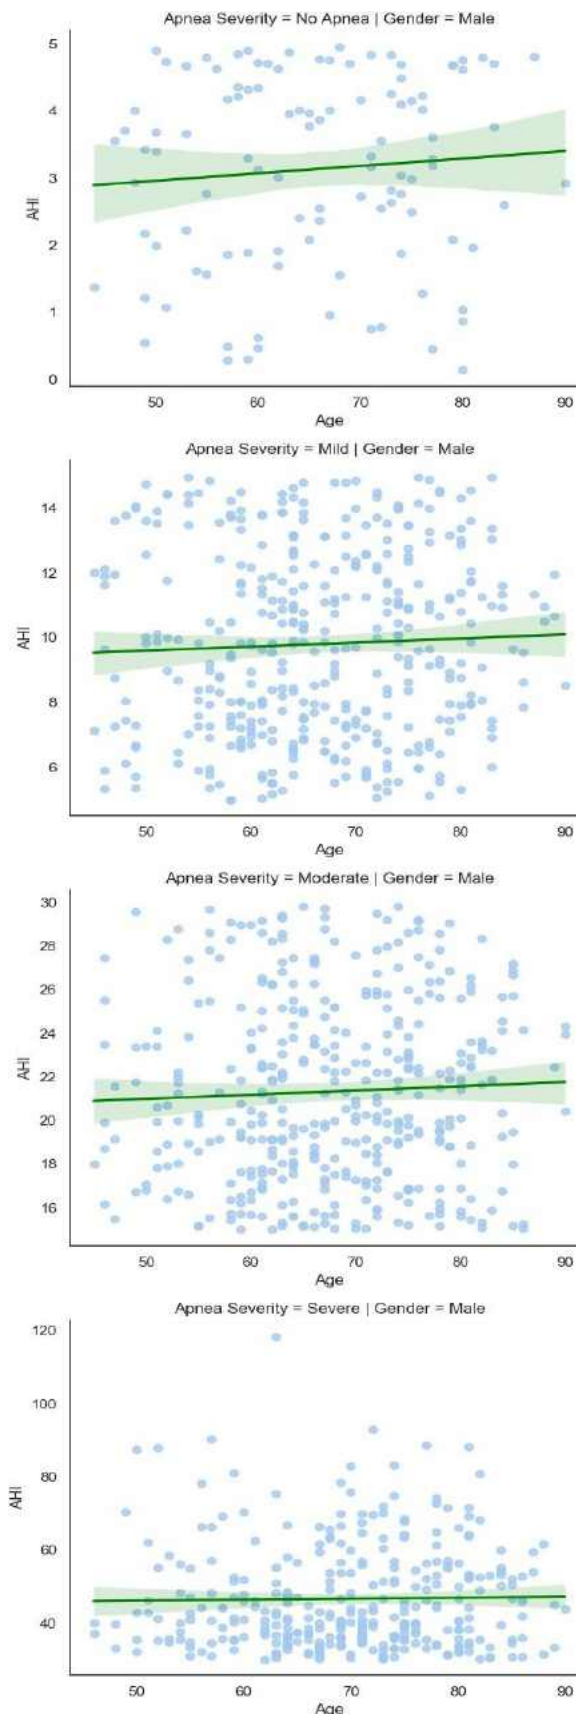 Apnea Severity = No Apnea | Gender = Male
5
4
3
2
1
0
AHI
50 60 70 80 90
Age
Apnea Severity = Mild | Gender = Male
14
12
10
8
6
AHI
50 60 70 80 90
Age
Apnea Severity = Moderate | Gender = Male
30
28
26
24
22
20
18
16
AHI
50 60 70 80 90
Age
Apnea Severity = Severe | Gender = Male
120
100
80
60
40
AHI
50 60 70 80 90
Age